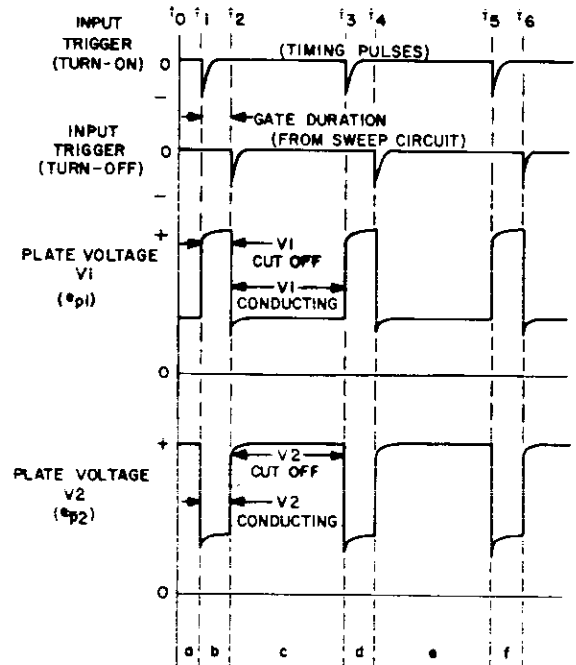 t0 t1 t2 t3 t4 t5 t6
INPUT
TRIGGER
(TURN-ON)
0
−
(TIMING PULSES)
GATE DURATION
(FROM SWEEP CIRCUIT)
INPUT
TRIGGER
(TURN-OFF)
0
−
+
PLATE VOLTAGE
V1
(ep1)
V1
CUT OFF
V1
CONDUCTING
0
+
PLATE VOLTAGE
V2
(ep2)
V2
CUT OFF
V2
CONDUCTING
0
a b c d e f